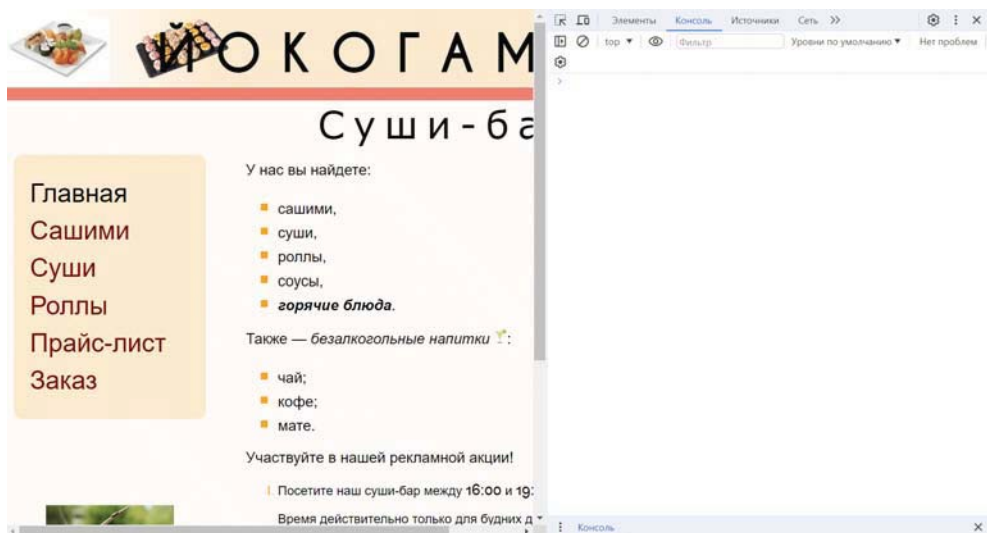 ЙОКОГАМ
Суши-ба
Главная
Сашими
Суши
Роллы
Прайс-лист
Заказ
У нас вы найдете:
сашими,
суши,
роллы,
соусы,
горячие блюда.
Также — безалкогольные напитки :
чай;
кофе;
мате.
Участвуйте в нашей рекламной акции!
I. Посетите наш суши-бар между 16:00 и 19:
Время действительно только для будних д
Элементы Консоль Источники Сеть
top Фильтр Уровни по умолчанию Нет проблем
Консоль